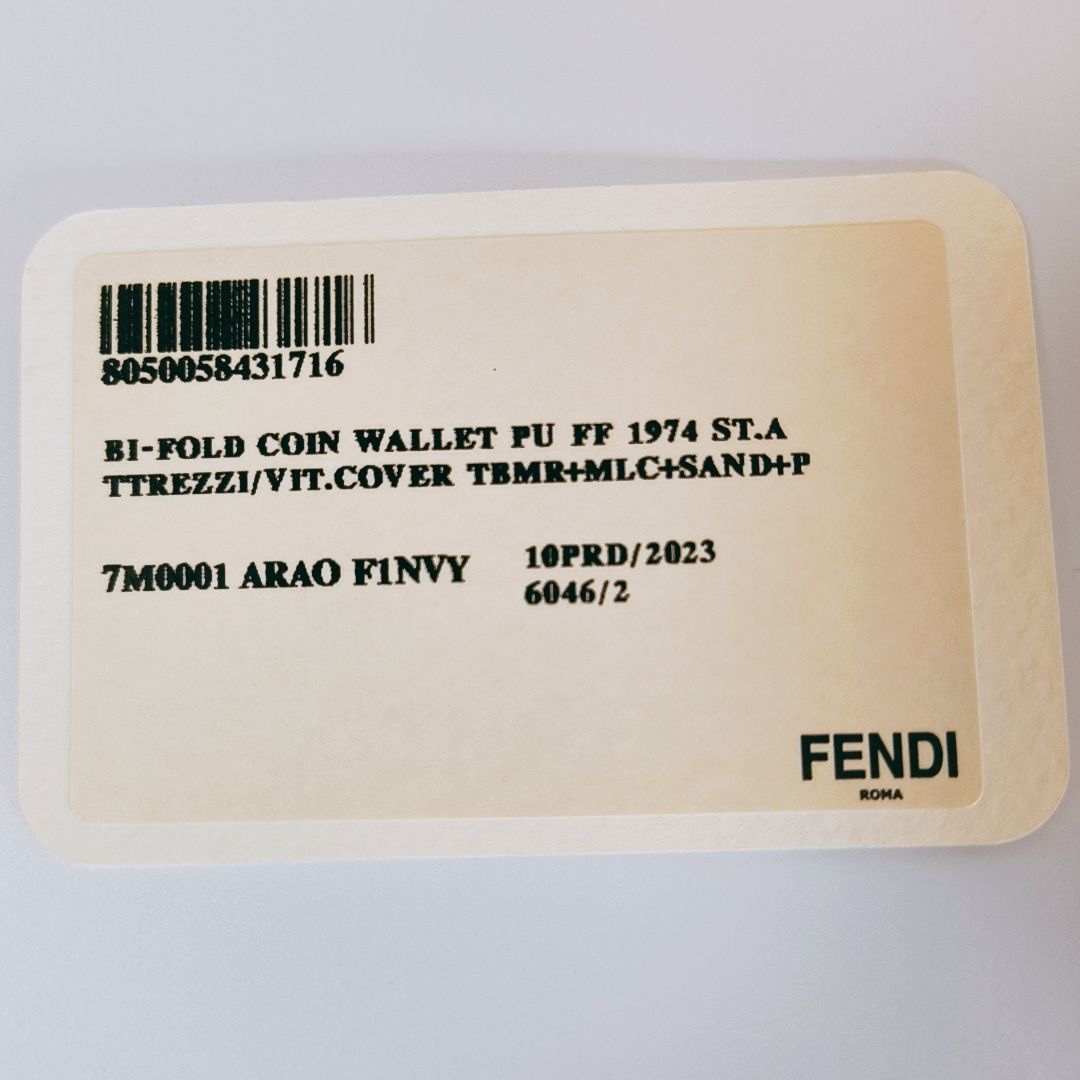 8050058431716
BI-FOLD COIN WALLET PU FF 1974 ST.A
TTREZZI/VIT.COVER TBMR+MLC+SAND+P
7M0001 ARAO F1NVY
10PRD/2023
6046/2
FENDI
ROMA